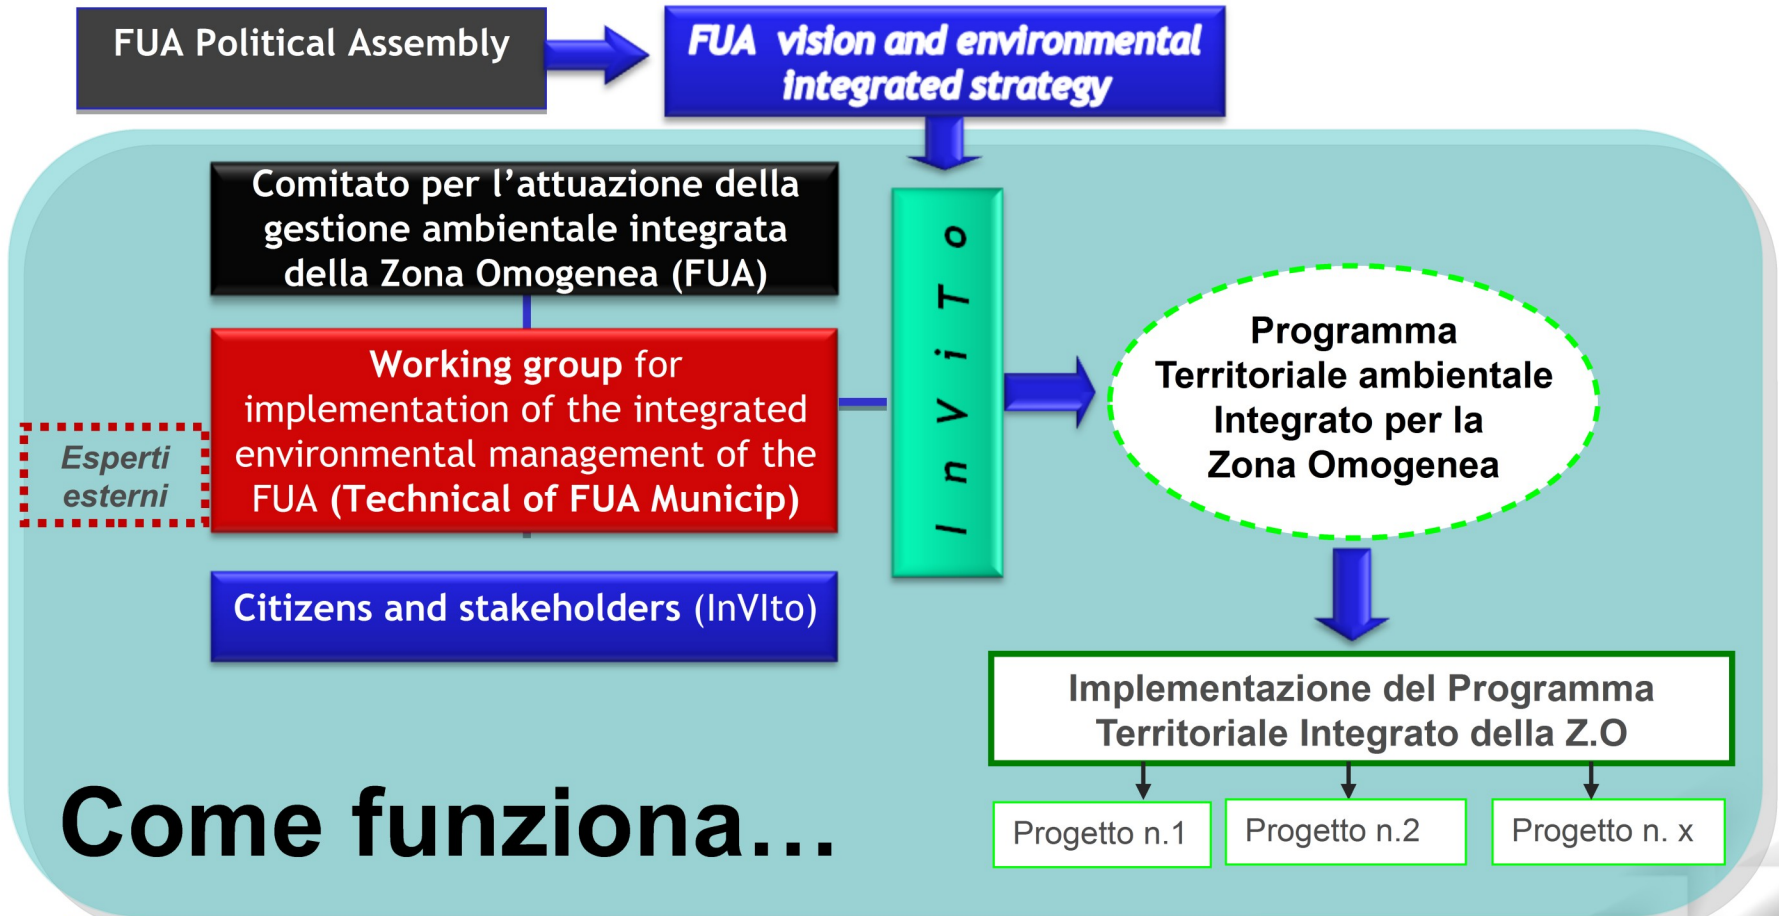 FUA Political Assembly
FUA vision and environmental
integrated strategy
Comitato per l'attuazione della
gestione ambientale integrata
della Zona Omogenea (FUA)
Working group for
implementation of the integrated
environmental management of the
FUA (Technical of FUA Municip)
Esperti
esterni
Citizens and stakeholders (InVIto)
InViTo
Programma
Territoriale ambientale
Integrato per la
Zona Omogenea
Implementazione del Programma
Territoriale Integrato della Z.O
Progetto n.1
Progetto n.2
Progetto n. x
Come funziona...